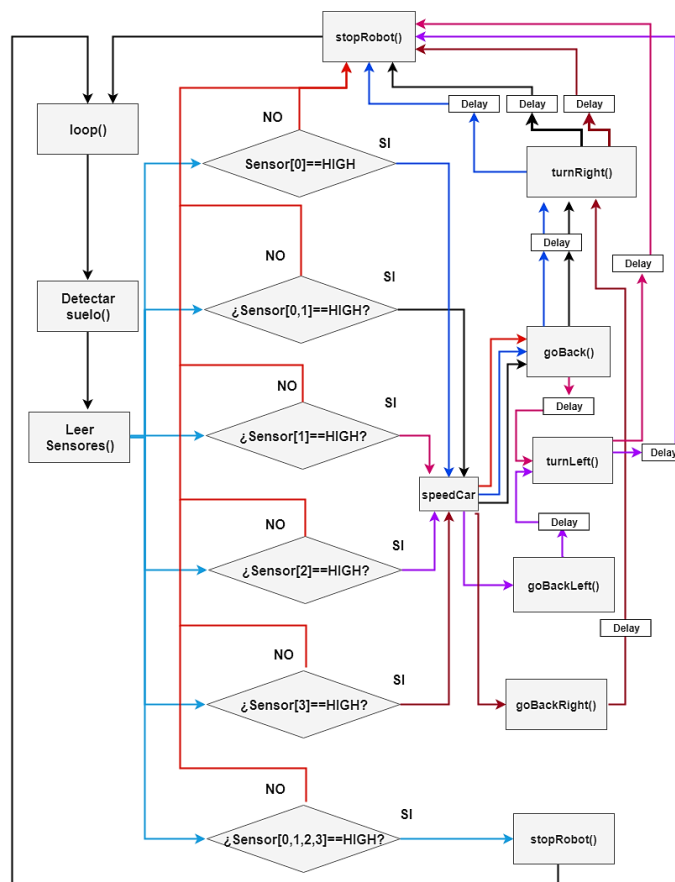 stopRobot()
loop()
NO
SI
Sensor[0]==HIGH
Delay
Delay
Delay
turnRight()
NO
SI
¿Sensor[0,1]==HIGH?
Delay
Delay
Detectar
suelo()
goBack()
NO
SI
¿Sensor[1]==HIGH?
Delay
Leer
Sensores()
turnLeft()
Delay
speedCar
NO
SI
¿Sensor[2]==HIGH?
Delay
goBackLeft()
NO
SI
¿Sensor[3]==HIGH?
Delay
goBackRight()
NO
SI
¿Sensor[0,1,2,3]==HIGH?
stopRobot()